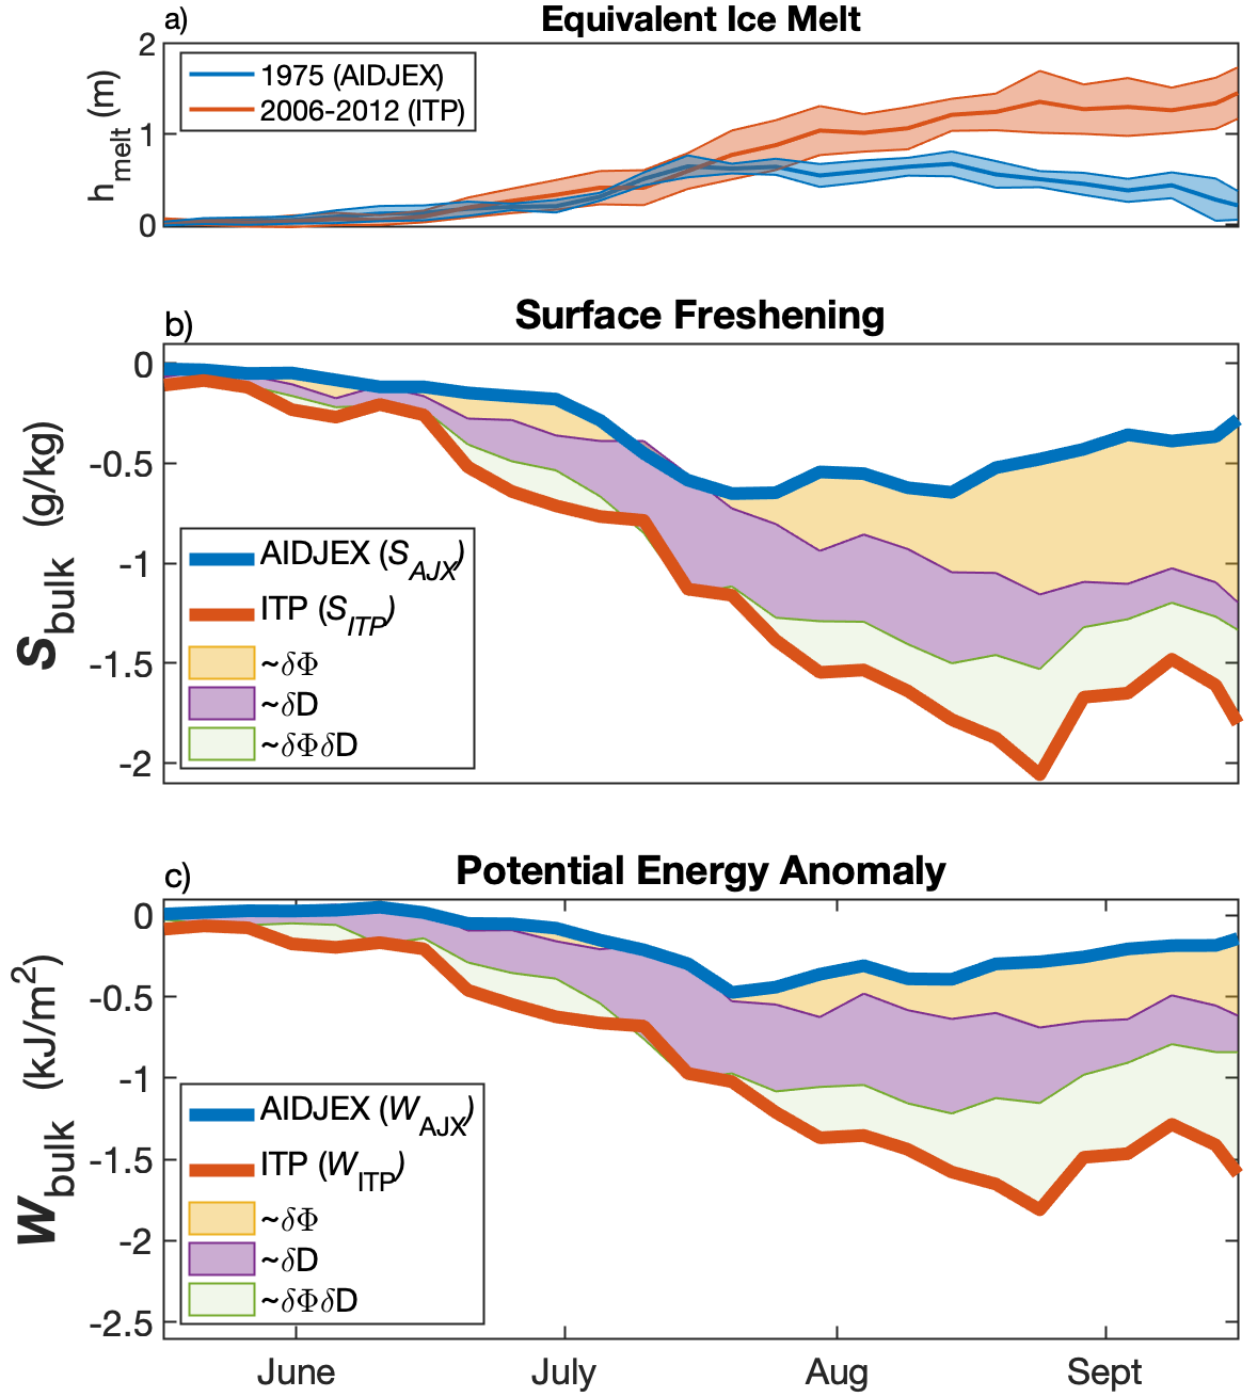 a)
Equivalent Ice Melt
h_melt (m)
2
1
0
1975 (AIDJEX)
2006-2012 (ITP)
b)
Surface Freshening
S_bulk (g/kg)
0
-0.5
-1
-1.5
-2
AIDJEX (S_AJX)
ITP (S_ITP)
~δΦ
~δD
~δΦδD
c)
Potential Energy Anomaly
W_bulk (kJ/m²)
0
-0.5
-1
-1.5
-2
-2.5
AIDJEX (W_AJX)
ITP (W_ITP)
~δΦ
~δD
~δΦδD
June July Aug Sept